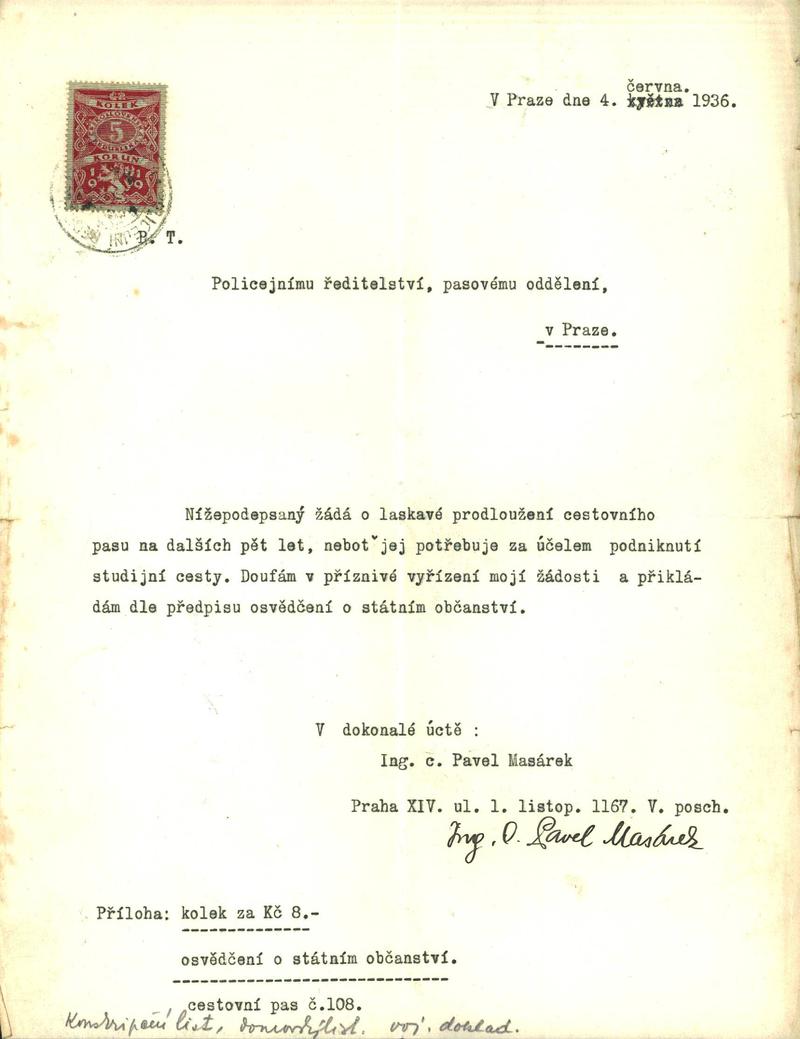 června.
V Praze dne 4. května 1936.
KOLEK
5
KORUN
1919
P. T.
Policejnímu ředitelství, pasovému oddělení,
v Praze.
Nížepodepsaný žádá o laskavé prodloužení cestovního
pasu na dalších pět let, neboťˇjej potřebuje za účelem podniknutí
studijní cesty. Doufám v příznivé vyřízení mojí žádosti a přiklá-
dám dle předpisu osvědčení o státním občanství.
V dokonalé úctě :
Ing. c. Pavel Masárek
Praha XIV. ul. 1. listop. 1167. V. posch.
Ing. C. Pavel Masárek
Příloha: kolek za Kč 8.-
osvědčení o státním občanství.
cestovní pas č.108.
Konskripční list, domovský list. voj. doklad.